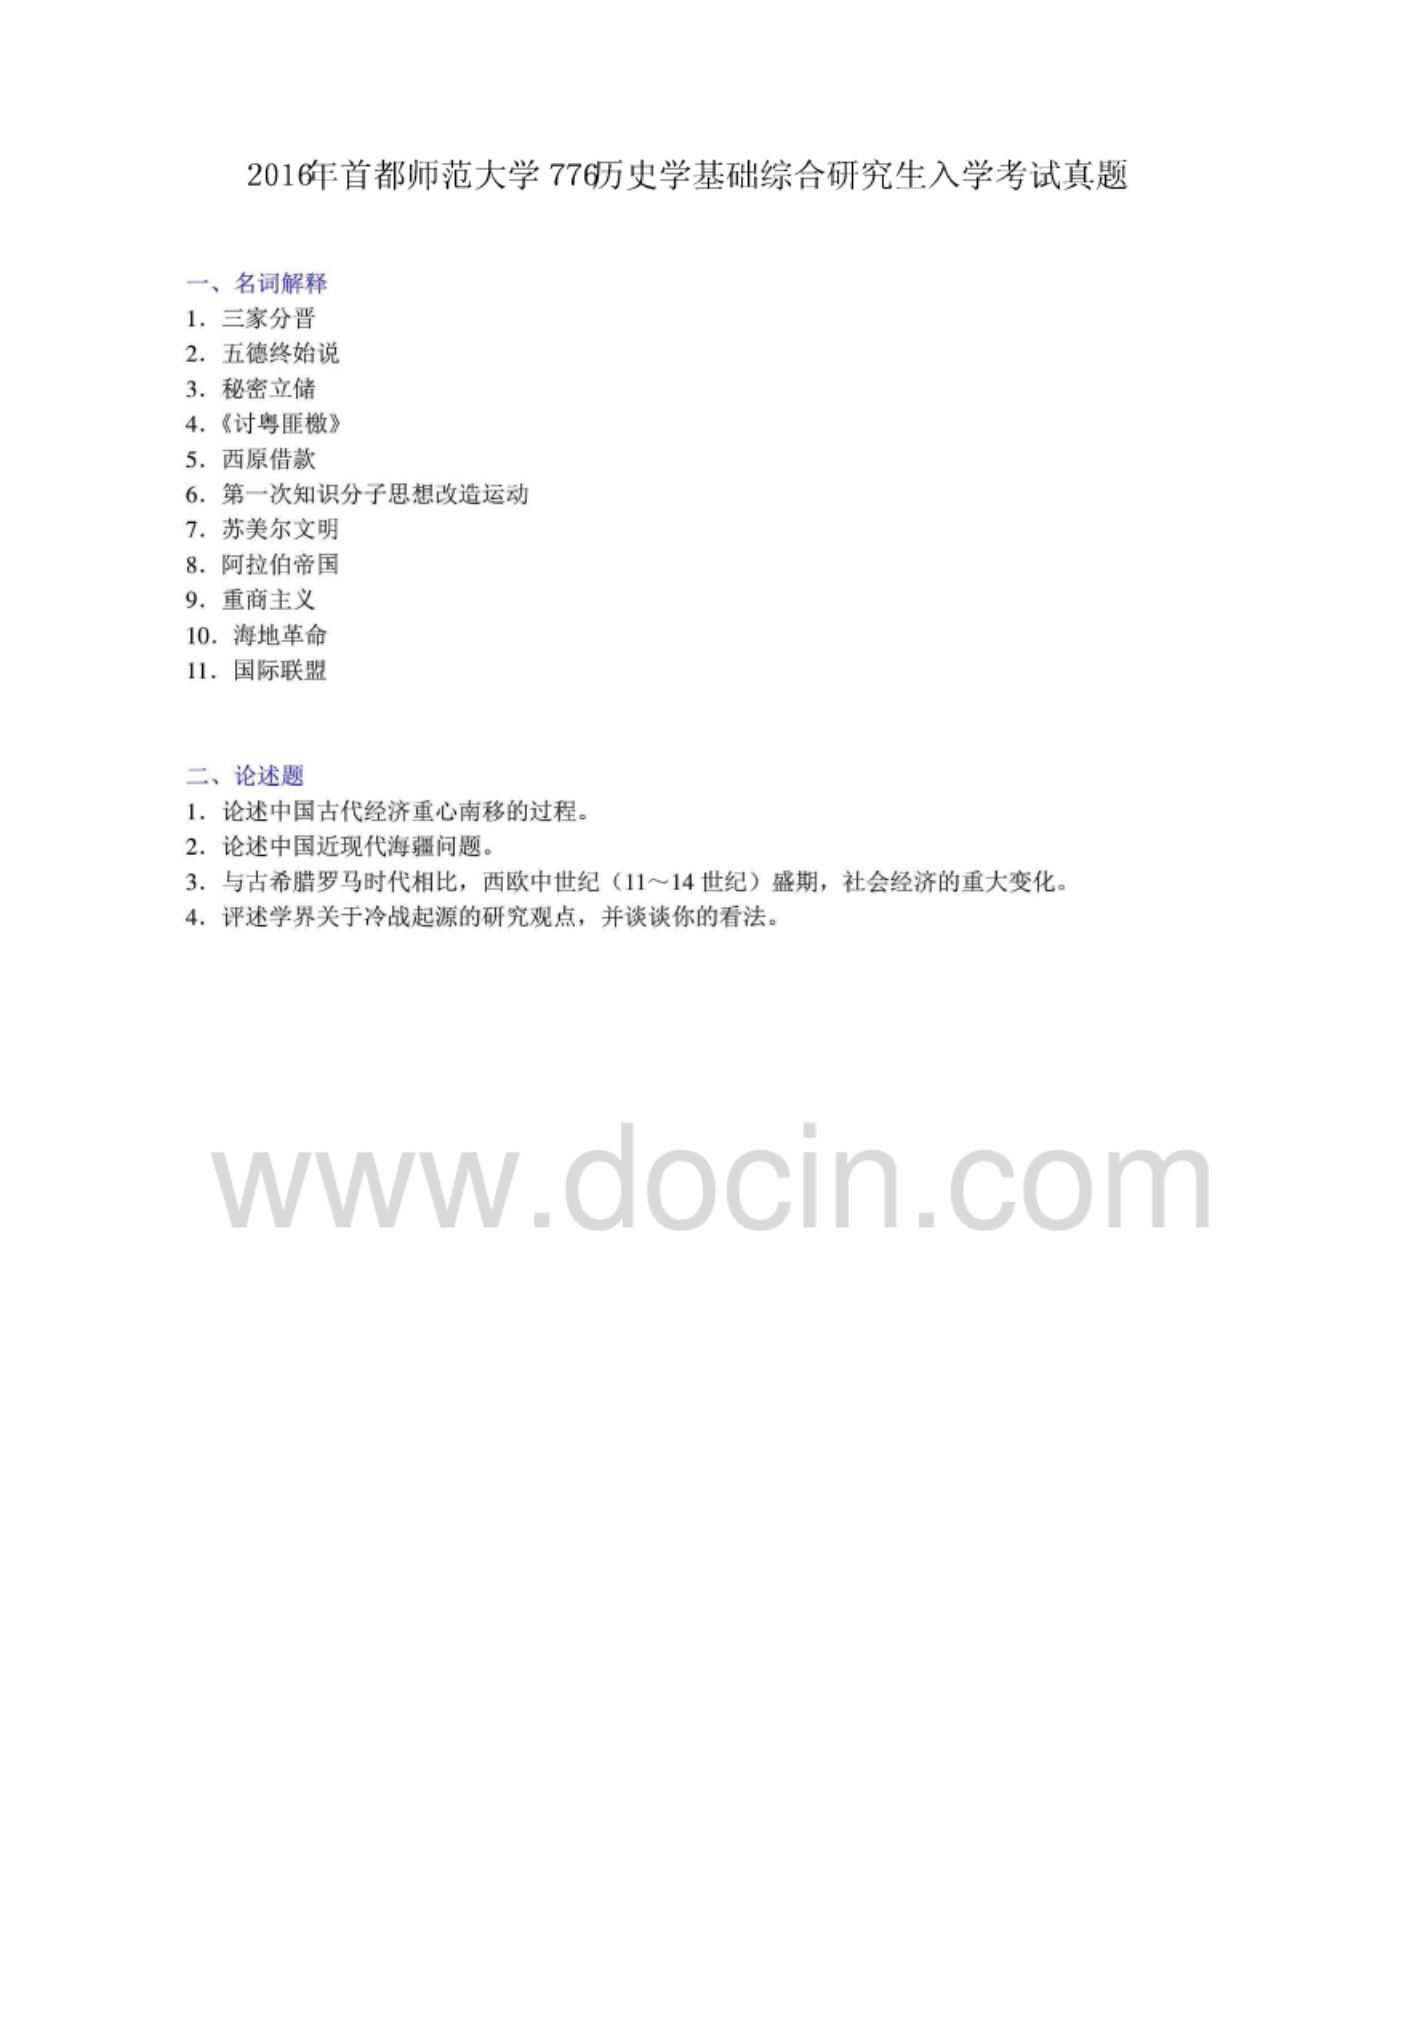 2016年首都师范大学 776历史学基础综合研究生入学考试真题
一、名词解释
1．三家分晋
2．五德终始说
3．秘密立储
4．《讨粤匪檄》
5．西原借款
6．第一次知识分子思想改造运动
7．苏美尔文明
8．阿拉伯帝国
9．重商主义
10．海地革命
11．国际联盟
二、论述题
1．论述中国古代经济重心南移的过程。
2．论述中国近现代海疆问题。
3．与古希腊罗马时代相比，西欧中世纪（11～14 世纪）盛期，社会经济的重大变化。
4．评述学界关于冷战起源的研究观点，并谈谈你的看法。
www.docin.com